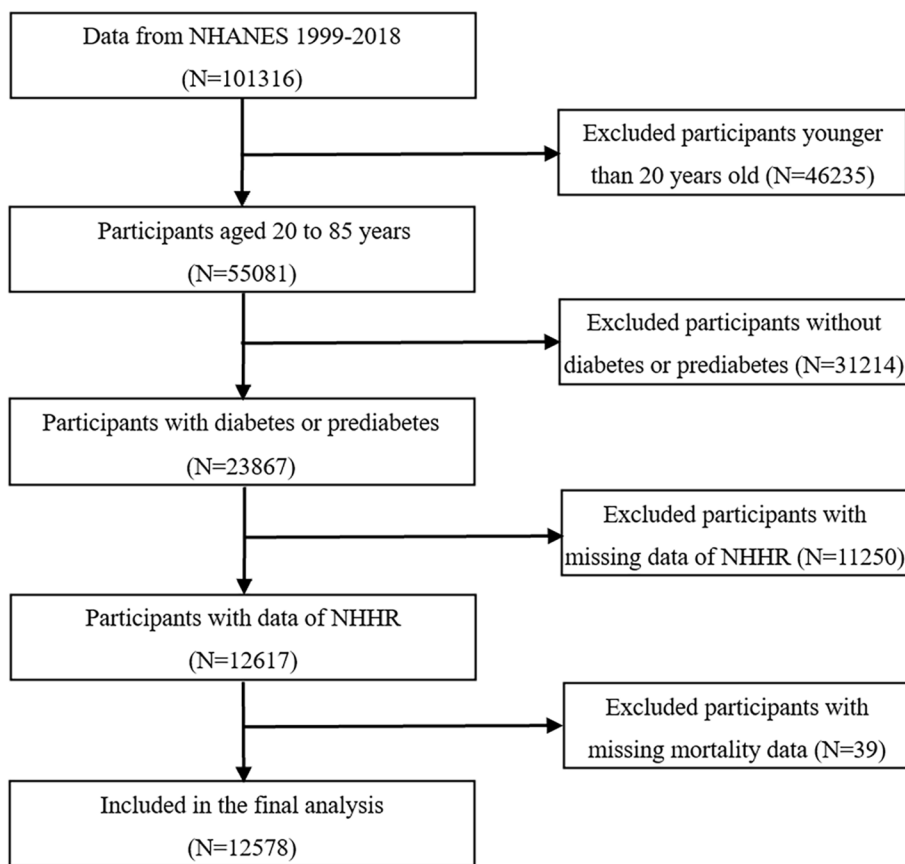 Data from NHANES 1999-2018
(N=101316)
Excluded participants younger
than 20 years old (N=46235)
Participants aged 20 to 85 years
(N=55081)
Excluded participants without
diabetes or prediabetes (N=31214)
Participants with diabetes or prediabetes
(N=23867)
Excluded participants with
missing data of NHHR (N=11250)
Participants with data of NHHR
(N=12617)
Excluded participants with
missing mortality data (N=39)
Included in the final analysis
(N=12578)